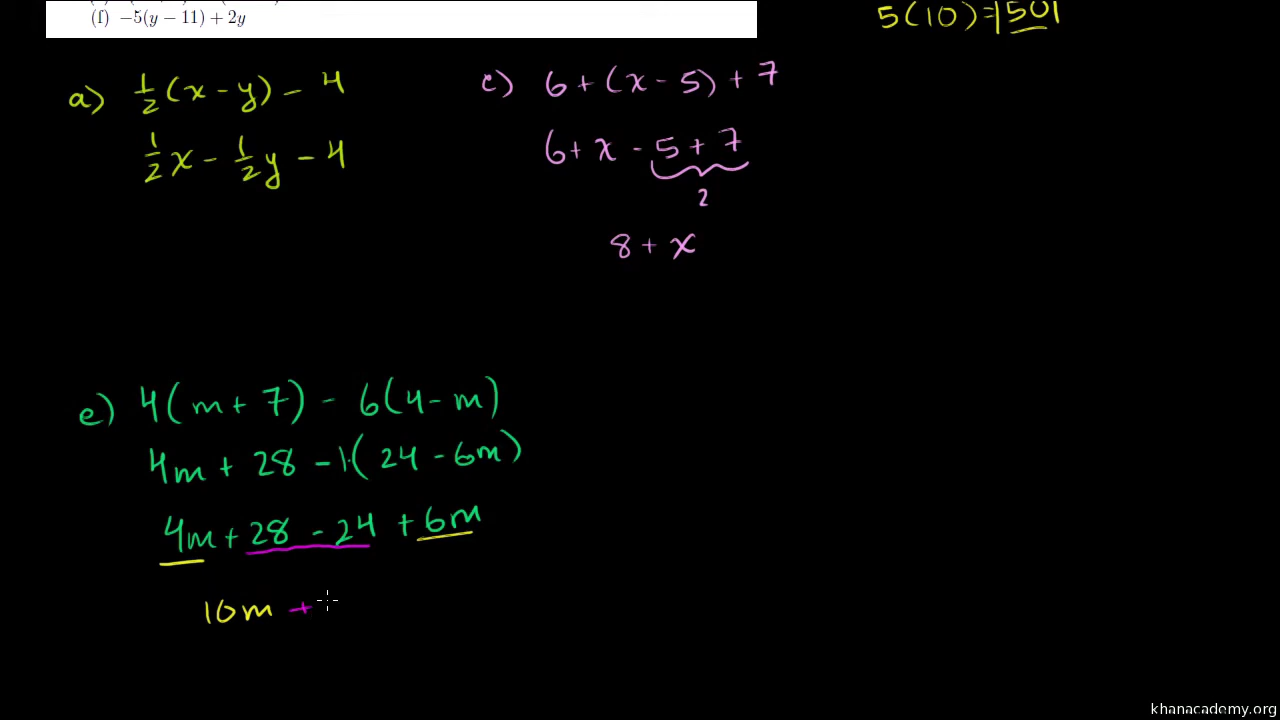 (f) −5(y − 11) + 2y
5(10) = |50|
a) 1/2(x - y) - 4
1/2x - 1/2y - 4
c) 6 + (x - 5) + 7
6 + x - 5 + 7
2
8 + x
e) 4(m + 7) - 6(4 - m)
4m + 28 - 1·(24 - 6m)
4m + 28 - 24 + 6m
10m +
khanacademy.org